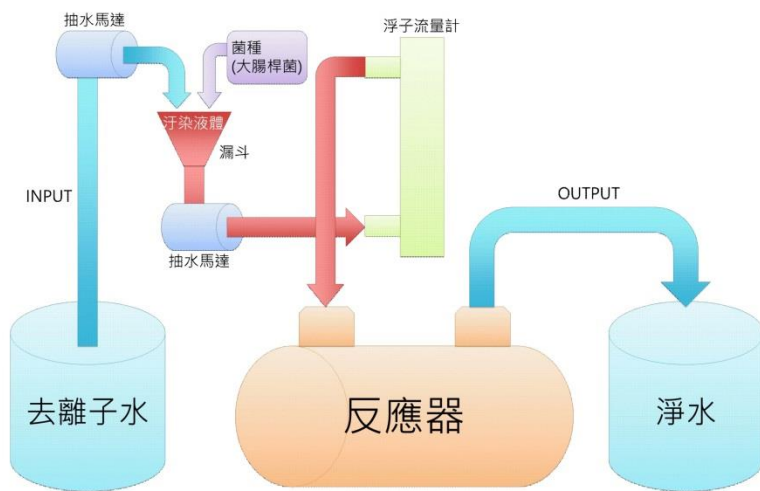 抽水馬達
菌種
(大腸桿菌)
浮子流量計
汙染液體
漏斗
INPUT
抽水馬達
OUTPUT
去離子水
反應器
淨水